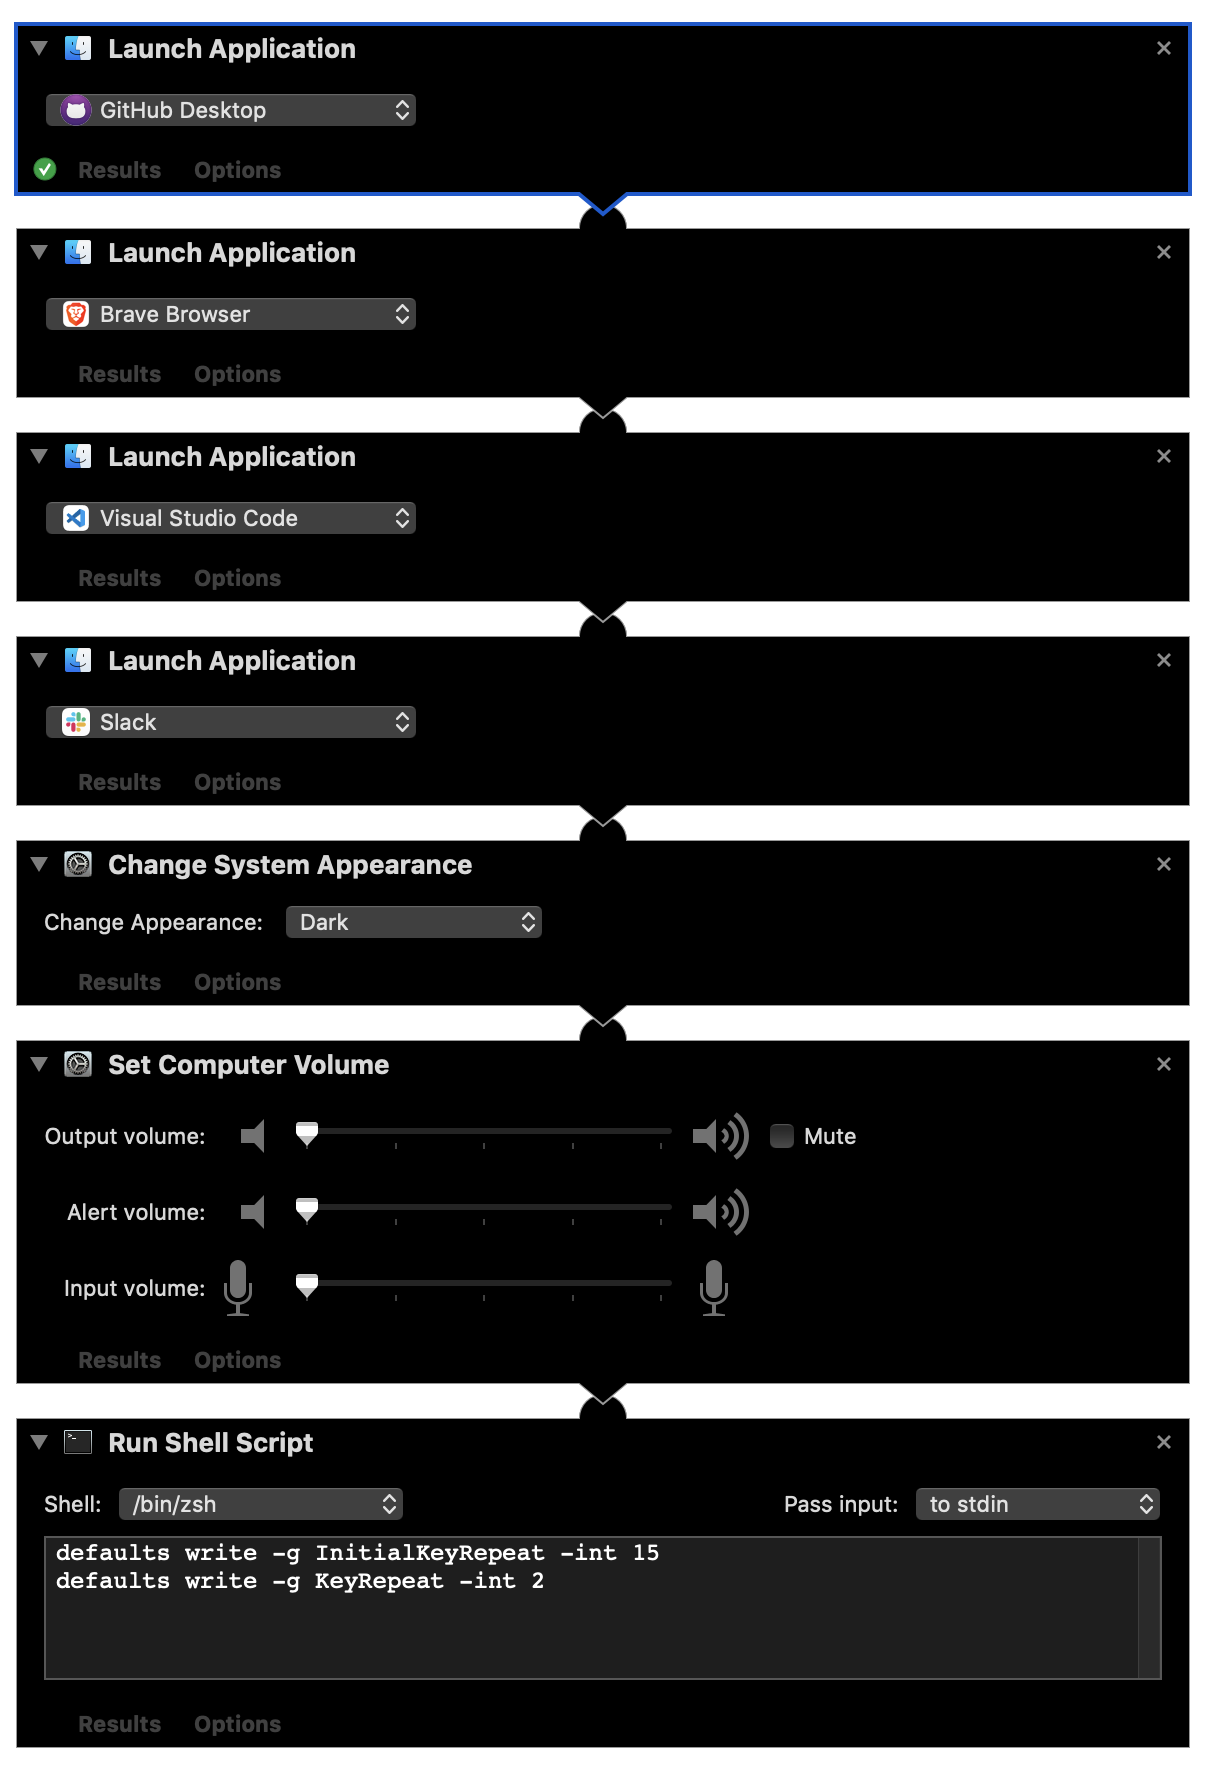 Launch Application
GitHub Desktop
Results Options
Launch Application
Brave Browser
Results Options
Launch Application
Visual Studio Code
Results Options
Launch Application
Slack
Results Options
Change System Appearance
Change Appearance: Dark
Results Options
Set Computer Volume
Output volume: Mute
Alert volume:
Input volume:
Results Options
Run Shell Script
Shell: /bin/zsh Pass input: to stdin
defaults write -g InitialKeyRepeat -int 15
defaults write -g KeyRepeat -int 2
Results Options